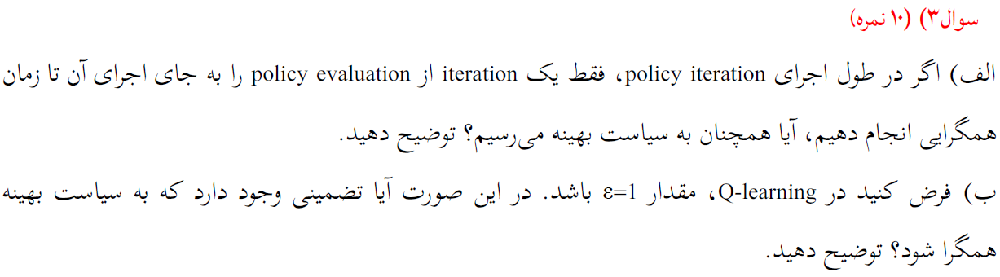 سوال۳) (۱۰ نمره)
الف) اگر در طول اجرای policy iteration، فقط یک iteration از policy evaluation را به جای اجرای آن تا زمان
همگرایی انجام دهیم، آیا همچنان به سیاست بهینه می‌رسیم؟ توضیح دهید.
ب) فرض کنید در Q-learning، مقدار ε=1 باشد. در این صورت آیا تضمینی وجود دارد که به سیاست بهینه
همگرا شود؟ توضیح دهید.